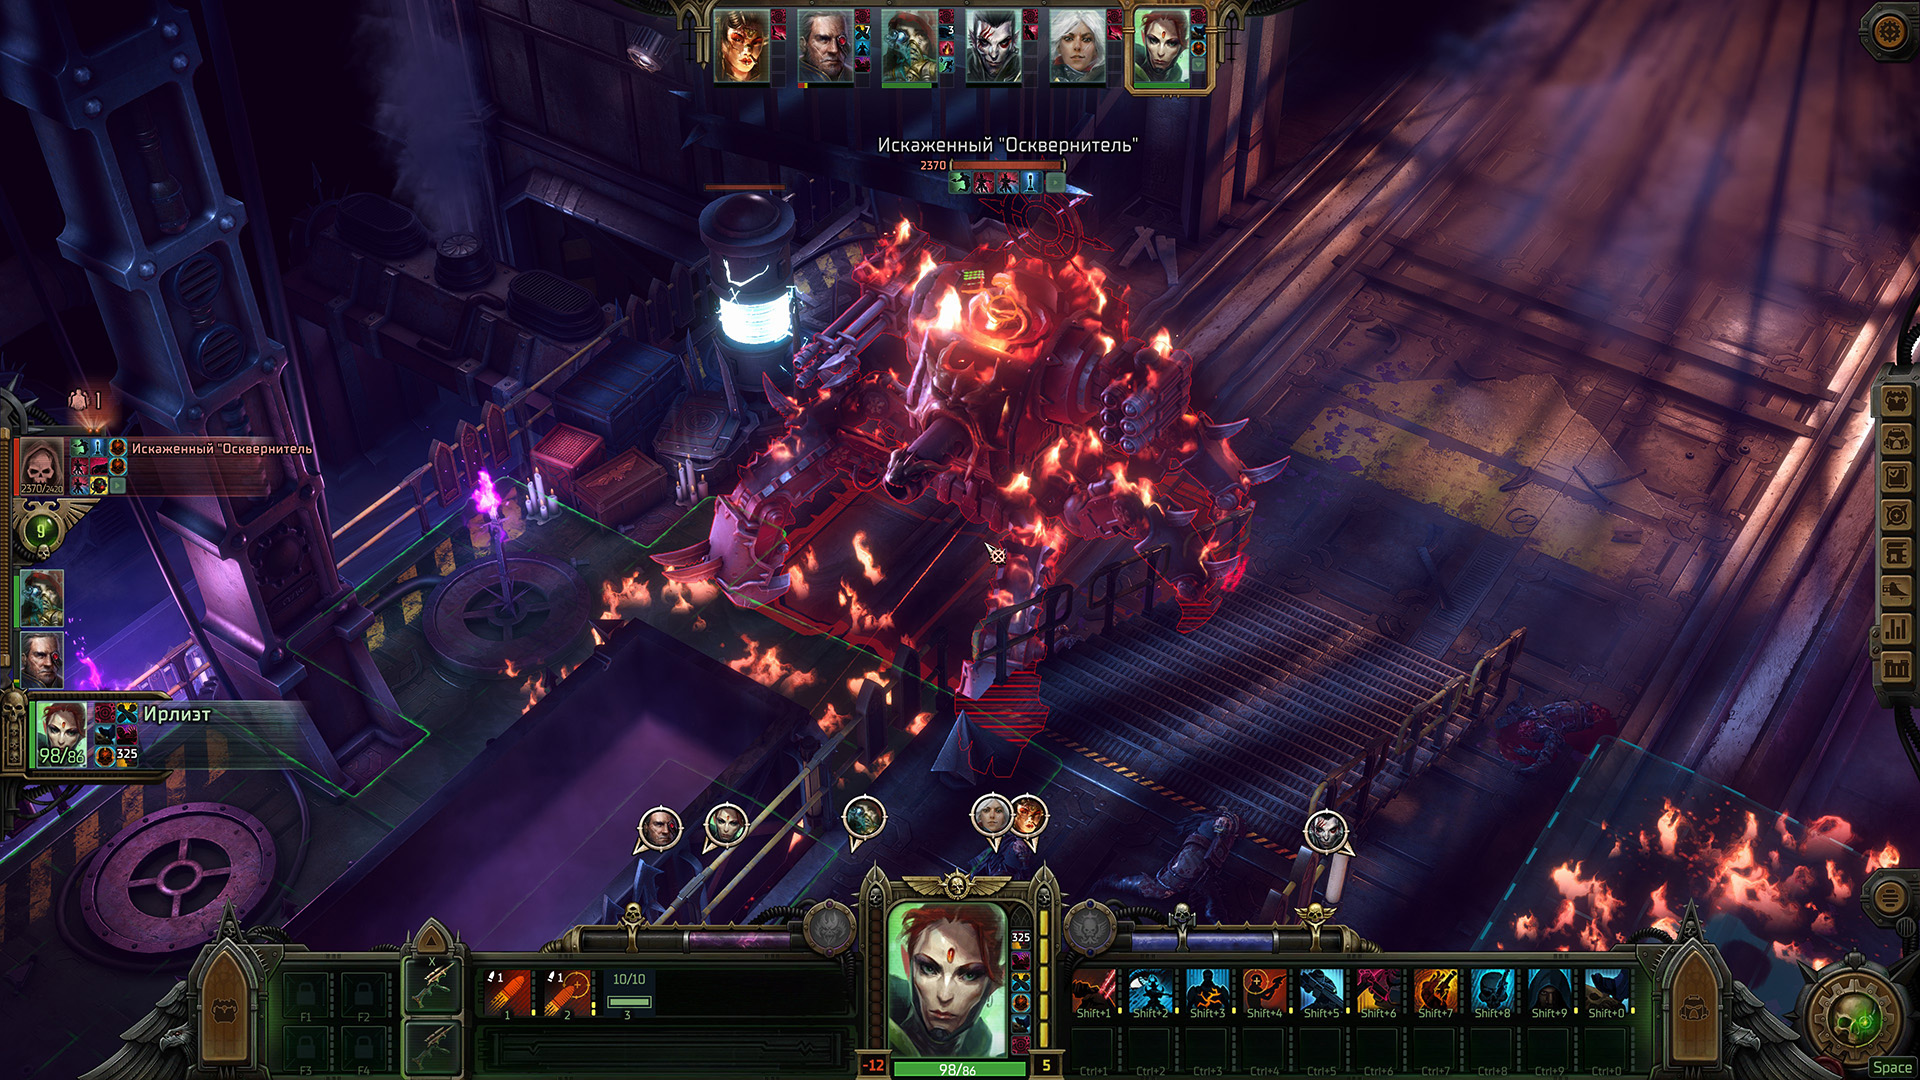 7
3
Искаженный "Осквернитель"
2370
1
Искаженный "Осквернитель
2370/2420
9
Ирлиэт
98/86
325
X
F1
F2
F3
F4
1
1
10/10
1
2
3
325
-12
98/86
5
Shift+1
Shift+2
Shift+3
Shift+4
Shift+5
Shift+6
Shift+7
Shift+8
Shift+9
Shift+0
Ctrl+1
Ctrl+2
Ctrl+3
Ctrl+4
Ctrl+5
Ctrl+6
Ctrl+7
Ctrl+8
Ctrl+9
Ctrl+0
Space